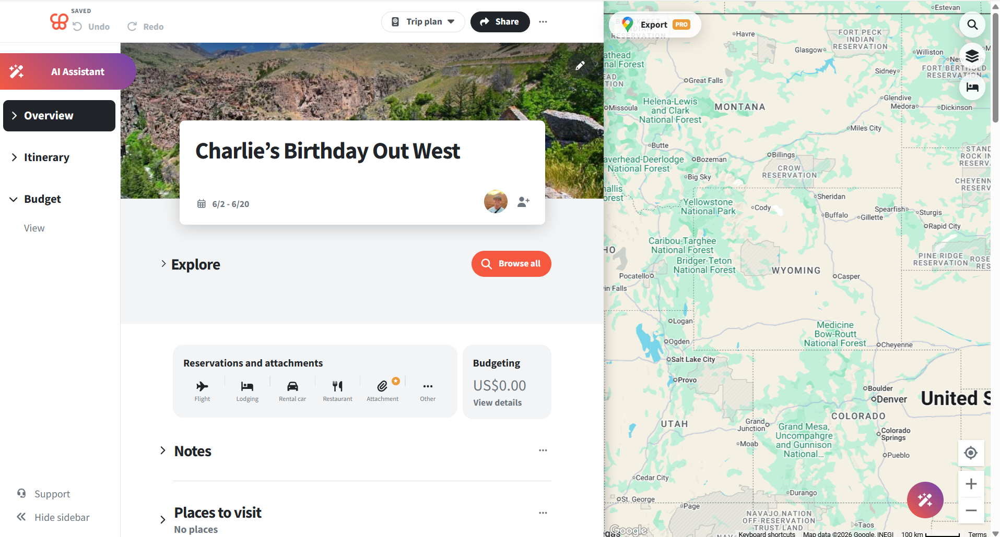 SAVED
Undo
Redo
Trip plan
Share
AI Assistant
Overview
Itinerary
Budget
View
Support
Hide sidebar
Charlie’s Birthday Out West
6/2 - 6/20
Explore
Browse all
Reservations and attachments
Flight
Lodging
Rental car
Restaurant
Attachment
Other
Budgeting
US$0.00
View details
Notes
Places to visit
No places
Export PRO
RESERVATION
Estevan
Havre
FORT PECK
INDIAN
RESERVATION
Glasgow
Williston
New
FORT BERTHOLD
RESERVATION
Sidney
athead
nal Forest
EAD
TION
Great Falls
Glendive
Medora
Dickinson
Missoula
Helena-Lewis
and Clark
National Forest
MONTANA
Miles City
Butte
averhead-Deerlodge
National Forest
Bozeman
Billings
CROW
RESERVATION
STAND
ROCK IN
RESERV
Big Sky
CHEYENN
RESERV
allis
orest
Sheridan
Yellowstone
National Park
Cody
Buffalo
Gillette
Spearfish
Sturgis
Rapid City
Caribou-Targhee
National Forest
HO
Bridger-Teton
National Forest
PINE RIDGE
RESERVATION
ROSE
RES
WYOMING
Casper
Pocatello
in Falls
Logan
Medicine
Bow-Routt
National Forest
Ogden
Cheyenne
Salt Lake City
Provo
Boulder
Denver
United S
UTAH
COLORADO
Grand
Junction
Grand Mesa,
Uncompahgre
and Gunnison
National...
Colorado
Springs
Moab
Pueblo
Cedar City
Durango
St. George
Page
NAVAJO NATION
OFF-RESERVATION
TRUST LAND
Taos
Google
Keyboard shortcuts
Map data ©2026 Google, INEGI
100 km
Terms